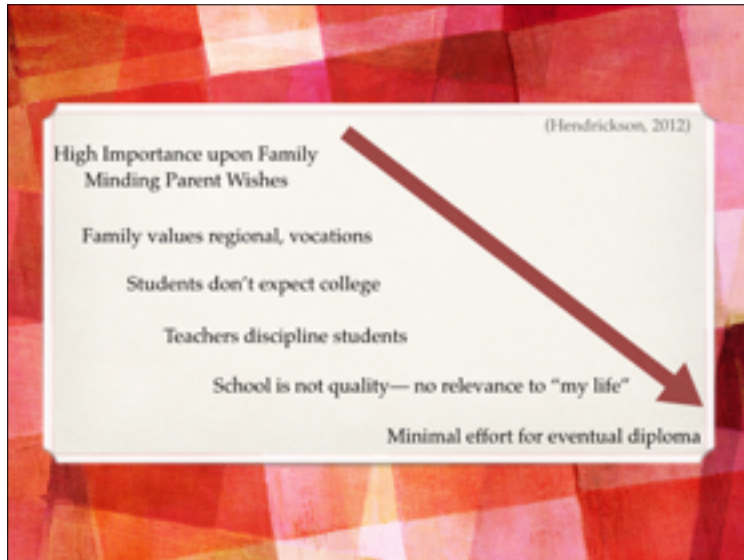 (Hendrickson, 2012)
High Importance upon Family
Minding Parent Wishes
Family values regional, vocations
Students don't expect college
Teachers discipline students
School is not quality— no relevance to "my life"
Minimal effort for eventual diploma